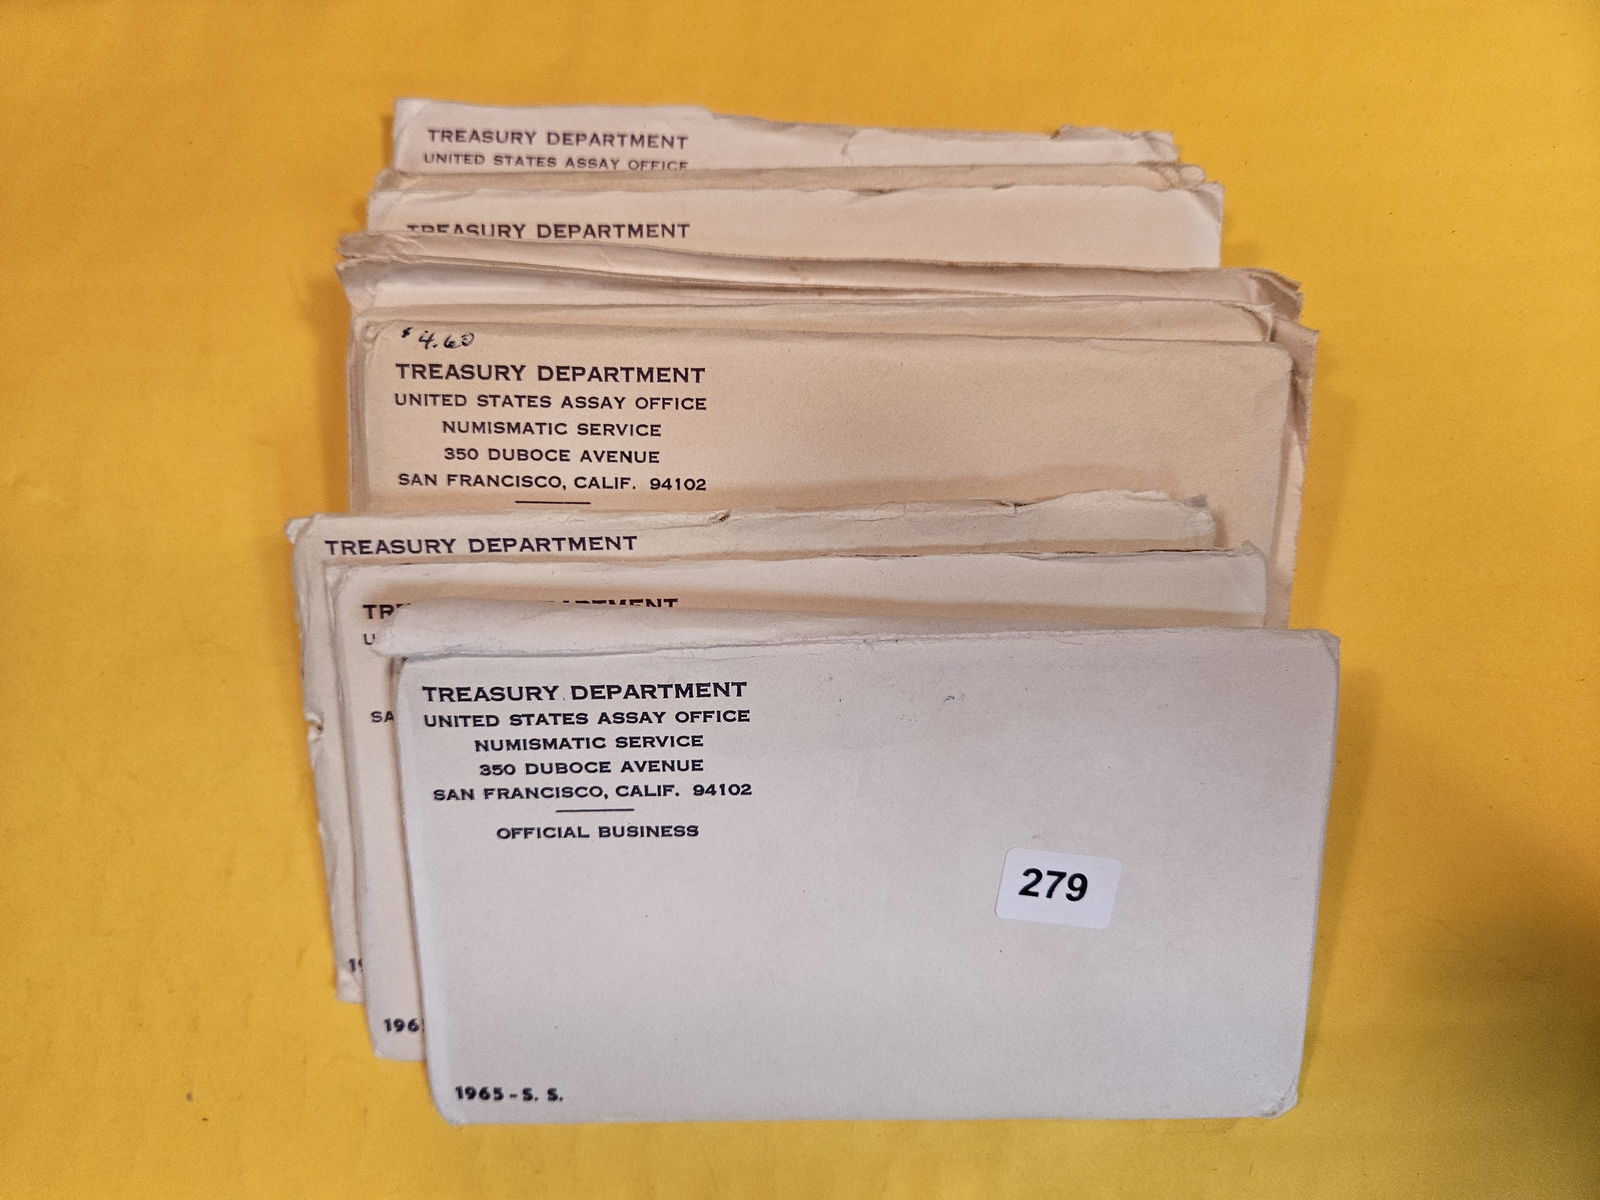 TREASURY DEPARTMENT
UNITED STATES ASSAY OFFICE
TREASURY DEPARTMENT
$4.60
TREASURY DEPARTMENT
UNITED STATES ASSAY OFFICE
NUMISMATIC SERVICE
350 DUBOCE AVENUE
SAN FRANCISCO, CALIF. 94102
TREASURY DEPARTMENT
TREASURY DEPARTMENT
UNITED STATES ASSAY OFFICE
NUMISMATIC SERVICE
350 DUBOCE AVENUE
SAN FRANCISCO, CALIF. 94102
OFFICIAL BUSINESS
279
196
1965 - S. S.